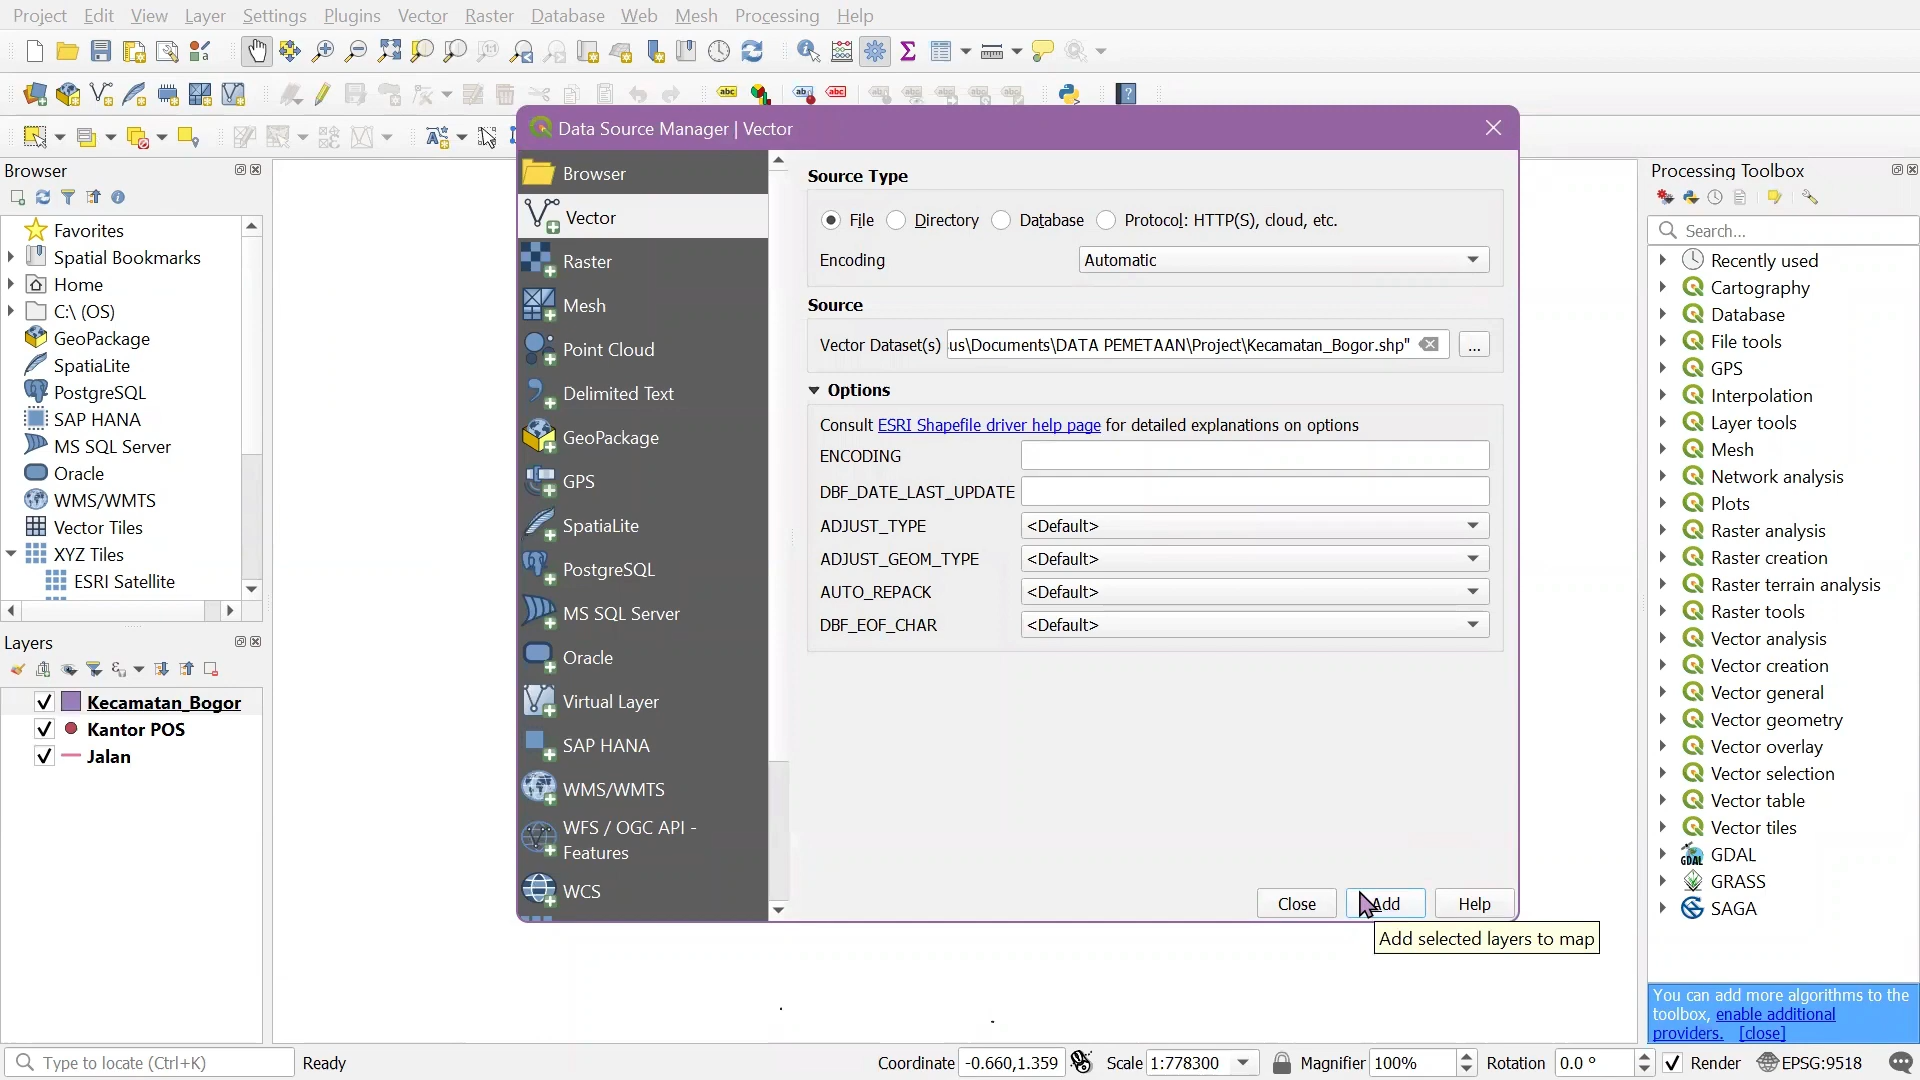 Project Edit View Layer Settings Plugins Vector Raster Database Web Mesh Processing Help
Data Source Manager | Vector
Browser
Favorites
Spatial Bookmarks
Home
C:\ (OS)
GeoPackage
SpatiaLite
PostgreSQL
SAP HANA
MS SQL Server
Oracle
WMS/WMTS
Vector Tiles
XYZ Tiles
ESRI Satellite
Layers
Kecamatan_Bogor
Kantor POS
Jalan
Browser
Vector
Raster
Mesh
Point Cloud
Delimited Text
GeoPackage
GPS
SpatiaLite
PostgreSQL
MS SQL Server
Oracle
Virtual Layer
SAP HANA
WMS/WMTS
WFS / OGC API -
Features
WCS
Source Type
File Directory Database Protocol: HTTP(S), cloud, etc.
Encoding Automatic
Source
Vector Dataset(s) us\Documents\DATA PEMETAAN\Project\Kecamatan_Bogor.shp" ...
Options
Consult ESRI Shapefile driver help page for detailed explanations on options
ENCODING
DBF_DATE_LAST_UPDATE
ADJUST_TYPE <Default>
ADJUST_GEOM_TYPE <Default>
AUTO_REPACK <Default>
DBF_EOF_CHAR <Default>
Close Add Help
Add selected layers to map
Processing Toolbox
Search...
Recently used
Cartography
Database
File tools
GPS
Interpolation
Layer tools
Mesh
Network analysis
Plots
Raster analysis
Raster creation
Raster terrain analysis
Raster tools
Vector analysis
Vector creation
Vector general
Vector geometry
Vector overlay
Vector selection
Vector table
Vector tiles
GDAL
GRASS
SAGA
You can add more algorithms to the
toolbox, enable additional
providers. [close]
Type to locate (Ctrl+K) Ready Coordinate -0.660,1.359 Scale 1:778300 Magnifier 100% Rotation 0.0 ° Render EPSG:9518